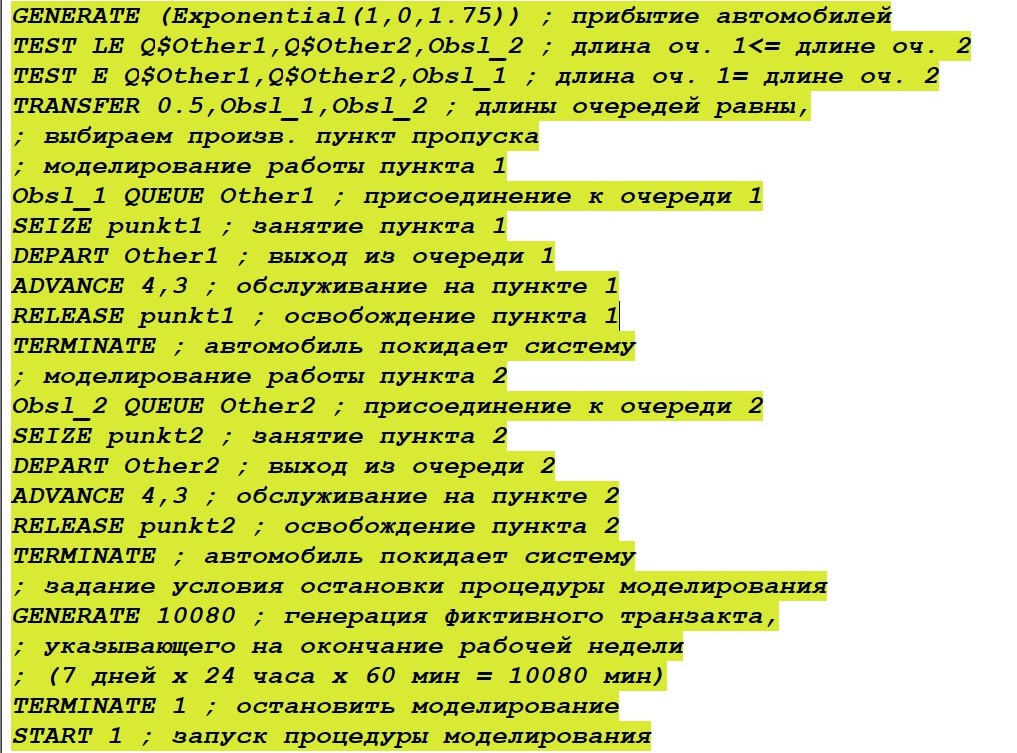 GENERATE (Exponential(1,0,1.75)) ; прибытие автомобилей
TEST LE Q$Other1,Q$Other2,Obsl_2 ; длина оч. 1<= длине оч. 2
TEST E Q$Other1,Q$Other2,Obsl_1 ; длина оч. 1= длине оч. 2
TRANSFER 0.5,Obsl_1,Obsl_2 ; длины очередей равны,
; выбираем произв. пункт пропуска
; моделирование работы пункта 1
Obsl_1 QUEUE Other1 ; присоединение к очереди 1
SEIZE punkt1 ; занятие пункта 1
DEPART Other1 ; выход из очереди 1
ADVANCE 4,3 ; обслуживание на пункте 1
RELEASE punkt1 ; освобождение пункта 1
TERMINATE ; автомобиль покидает систему
; моделирование работы пункта 2
Obsl_2 QUEUE Other2 ; присоединение к очереди 2
SEIZE punkt2 ; занятие пункта 2
DEPART Other2 ; выход из очереди 2
ADVANCE 4,3 ; обслуживание на пункте 2
RELEASE punkt2 ; освобождение пункта 2
TERMINATE ; автомобиль покидает систему
; задание условия остановки процедуры моделирования
GENERATE 10080 ; генерация фиктивного транзакта,
; указывающего на окончание рабочей недели
; (7 дней x 24 часа x 60 мин = 10080 мин)
TERMINATE 1 ; остановить моделирование
START 1 ; запуск процедуры моделирования